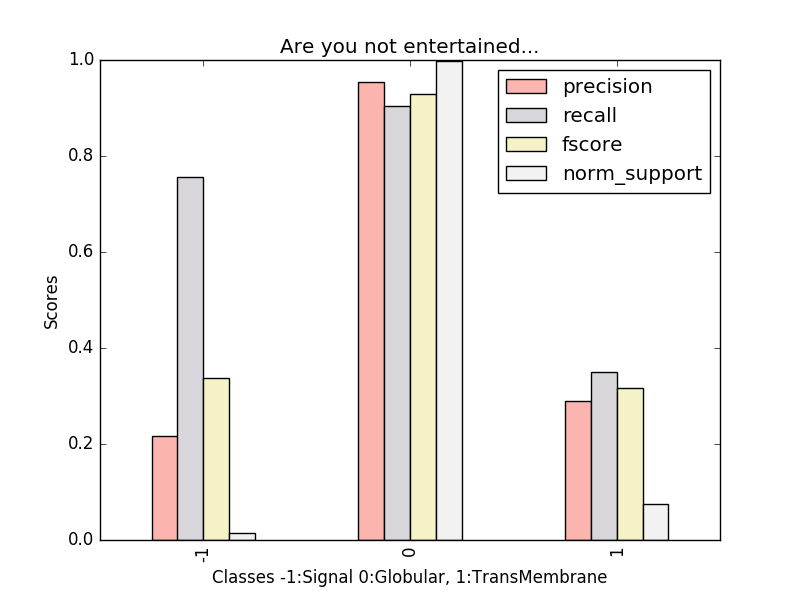 Are you not entertained...
precision
recall
fscore
norm_support
1.0
0.8
0.6
0.4
0.2
0.0
Scores
-1
0
1
Classes -1:Signal 0:Globular, 1:TransMembrane